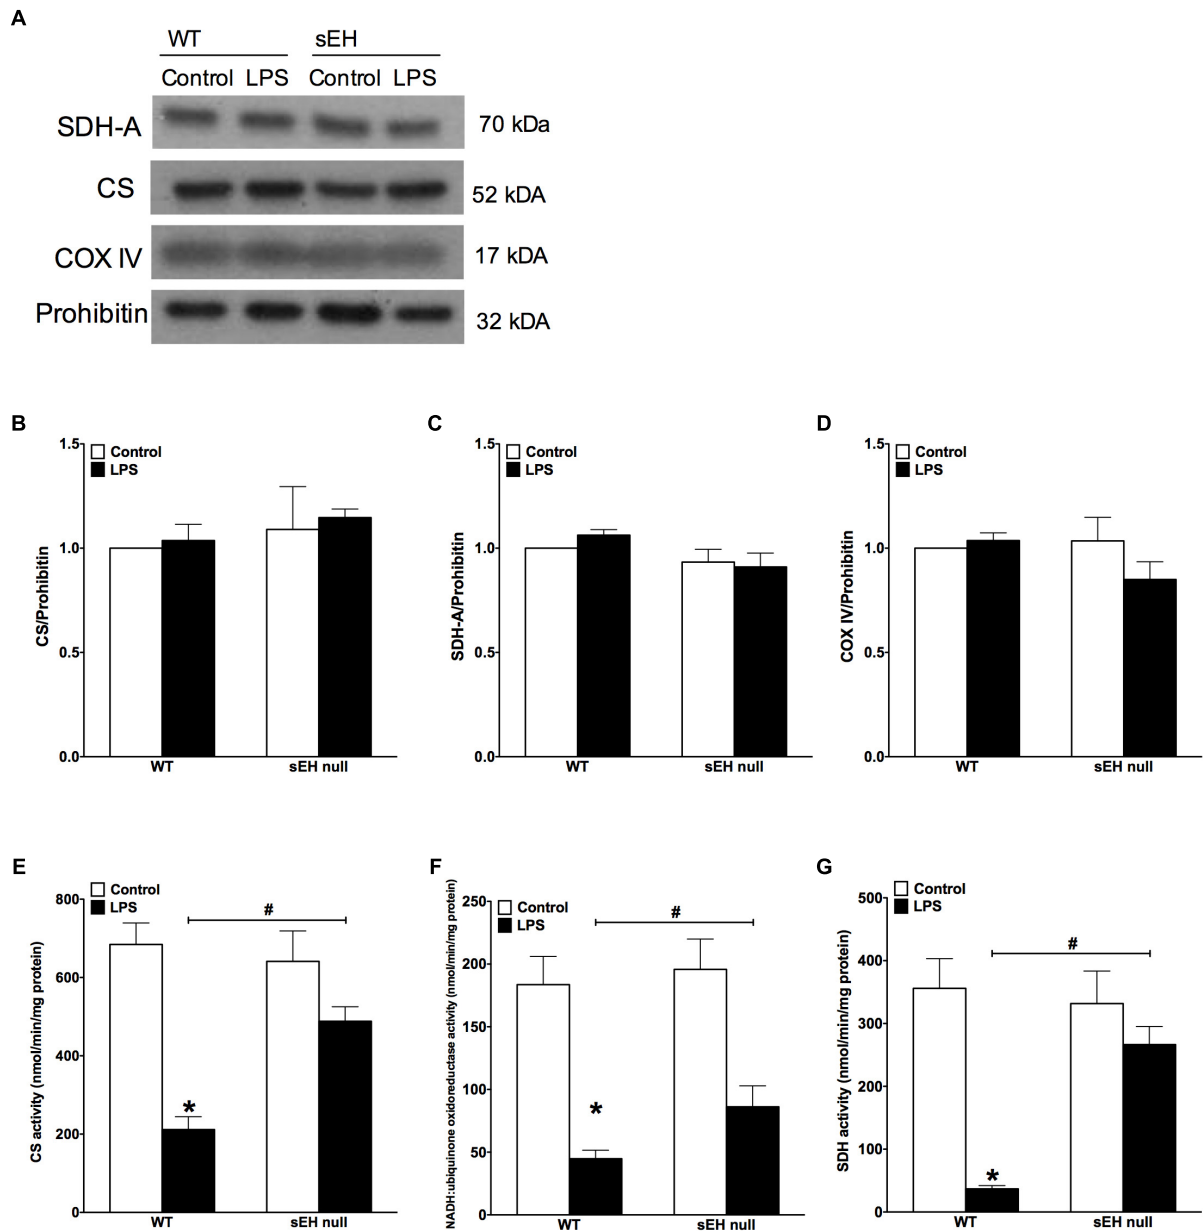 A
WT sEH
Control LPS Control LPS
SDH-A 70 kDa
CS 52 kDA
COX IV 17 kDA
Prohibitin 32 kDA
B
CS/Prohibitin
1.5
1.0
0.5
0.0
Control
LPS
WT sEH null
C
SDH-A/Prohibitin
1.5
1.0
0.5
0.0
Control
LPS
WT sEH null
D
COX IV/Prohibitin
1.5
1.0
0.5
0.0
Control
LPS
WT sEH null
E
CS activity (nmol/min/mg protein)
800
600
400
200
0
Control
LPS
#
*
WT sEH null
F
NADH:ubiquinone oxidoreductase activity (nmol/min/mg protein)
250
200
150
100
50
0
Control
LPS
#
*
WT sEH null
G
SDH activity (nmol/min/mg protein)
500
400
300
200
100
0
Control
LPS
#
*
WT sEH null